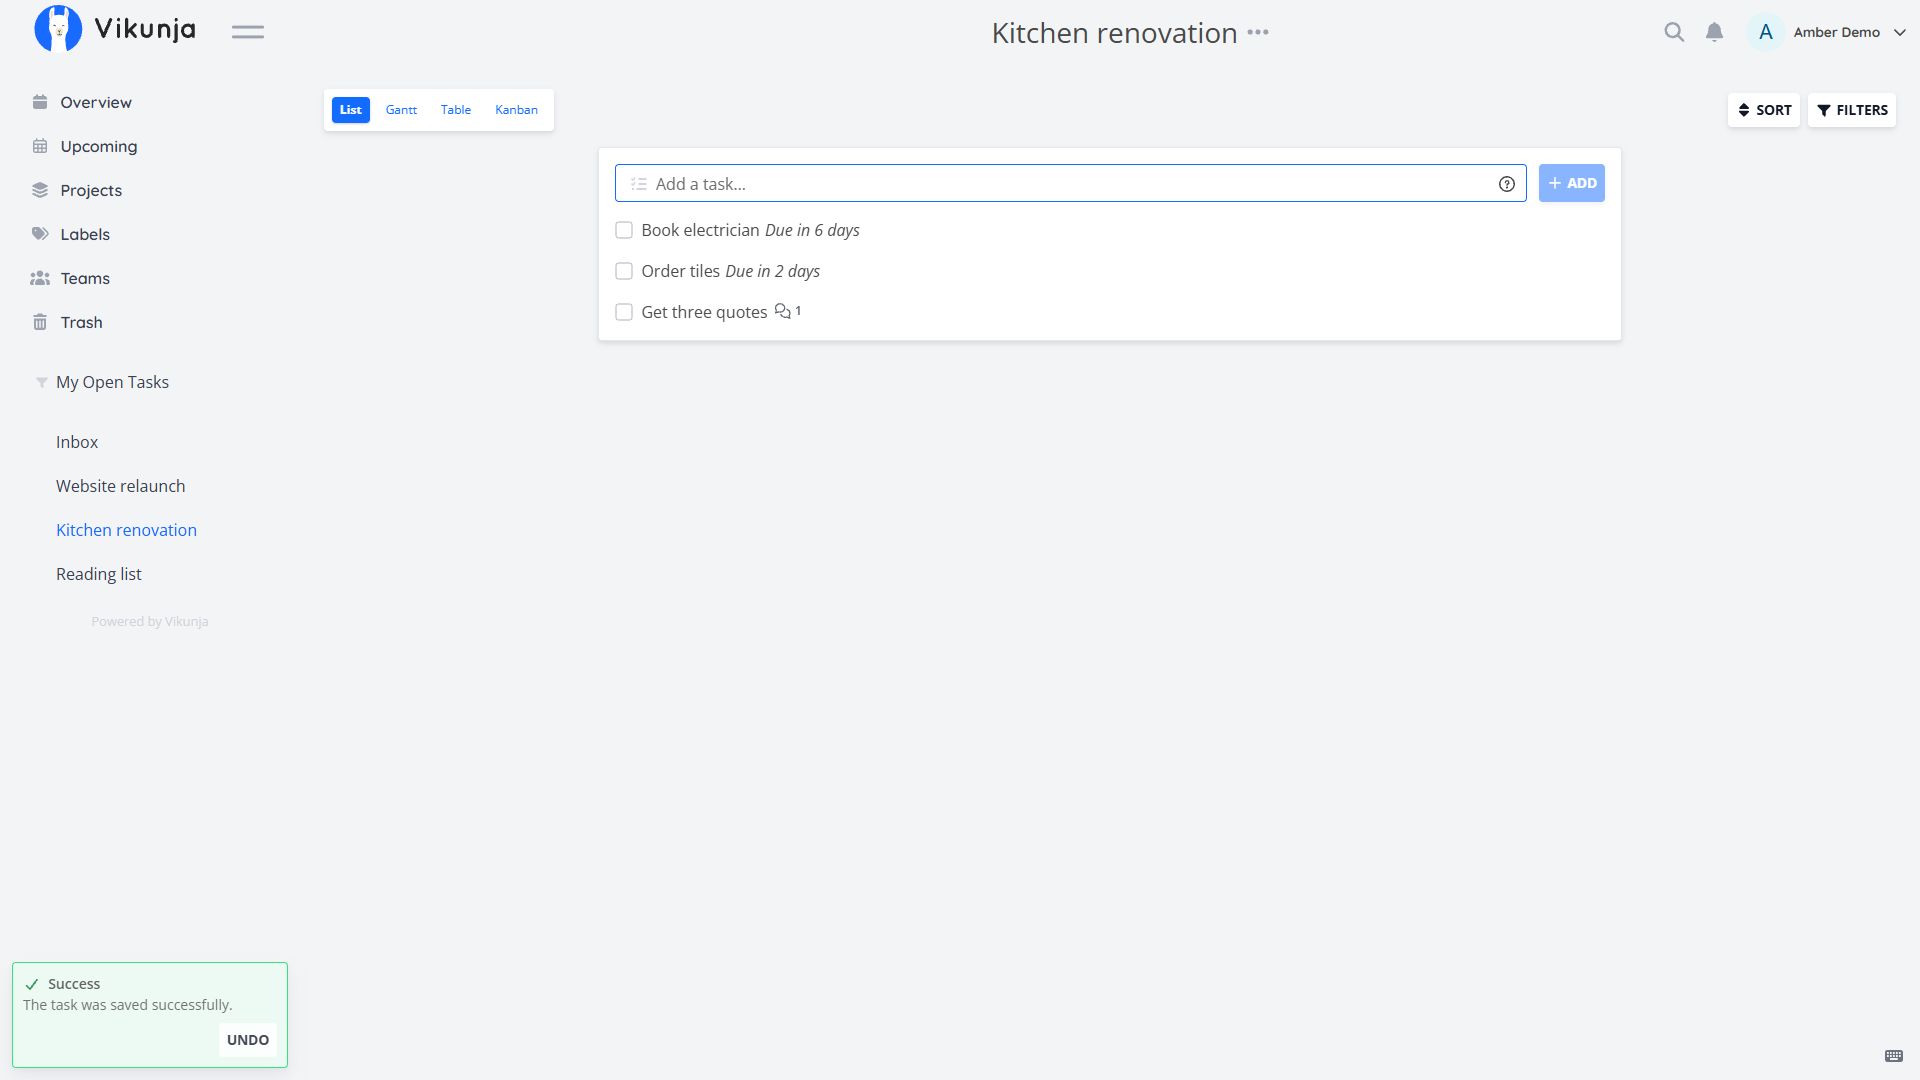 Vikunja
Kitchen renovation
A
Amber Demo
Overview
Upcoming
Projects
Labels
Teams
Trash
My Open Tasks
Inbox
Website relaunch
Kitchen renovation
Reading list
Powered by Vikunja
List Gantt Table Kanban
SORT FILTERS
Add a task...
ADD
Book electrician Due in 6 days
Order tiles Due in 2 days
Get three quotes 1
Success
The task was saved successfully.
UNDO